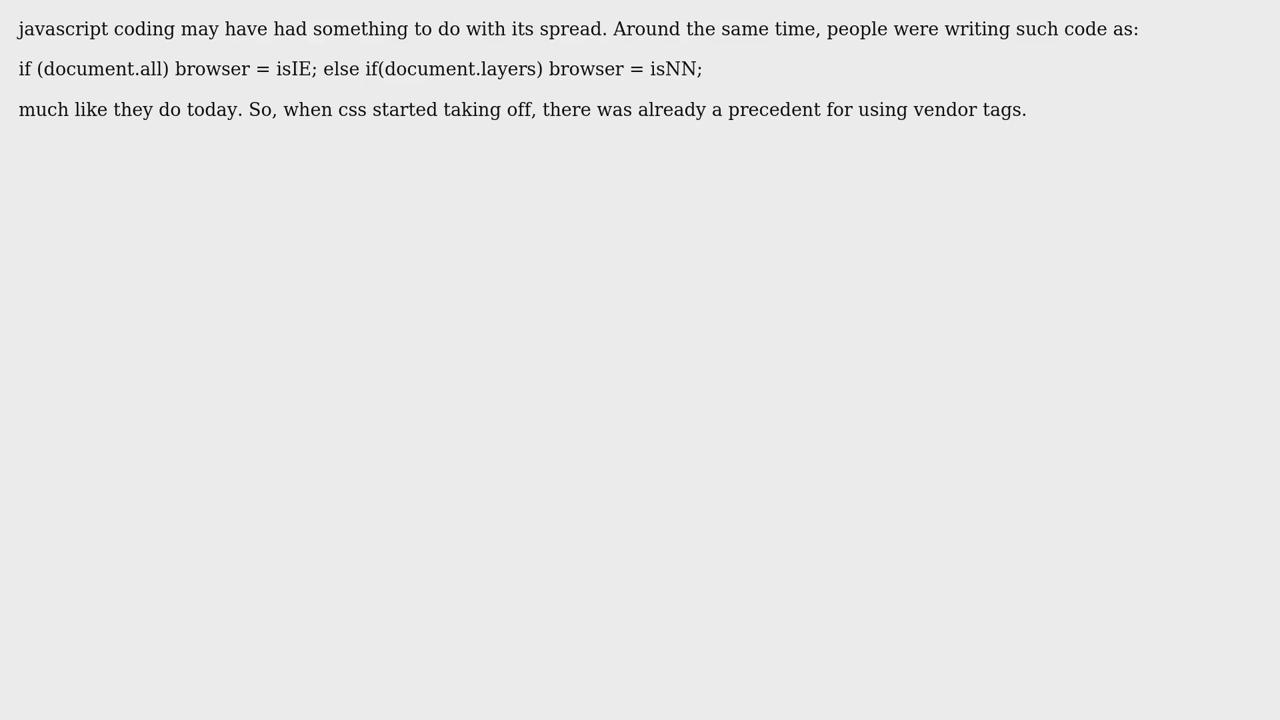 javascript coding may have had something to do with its spread. Around the same time, people were writing such code as:
if (document.all) browser = isIE; else if(document.layers) browser = isNN;
much like they do today. So, when css started taking off, there was already a precedent for using vendor tags.